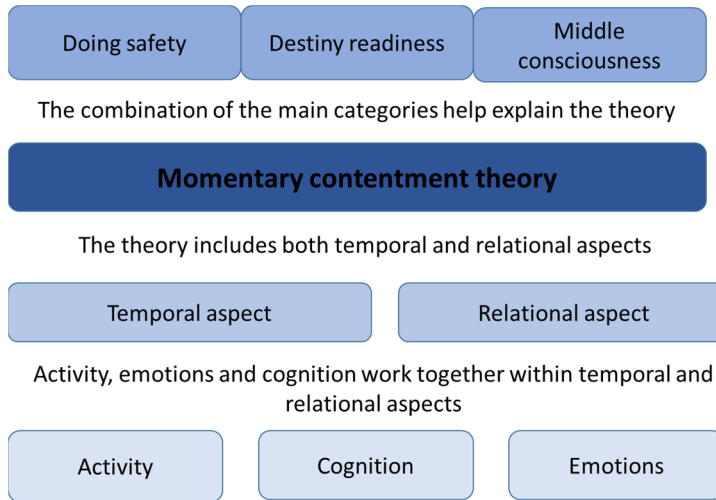 Doing safety
Destiny readiness
Middle
consciousness
The combination of the main categories help explain the theory
Momentary contentment theory
The theory includes both temporal and relational aspects
Temporal aspect
Relational aspect
Activity, emotions and cognition work together within temporal and
relational aspects
Activity
Cognition
Emotions